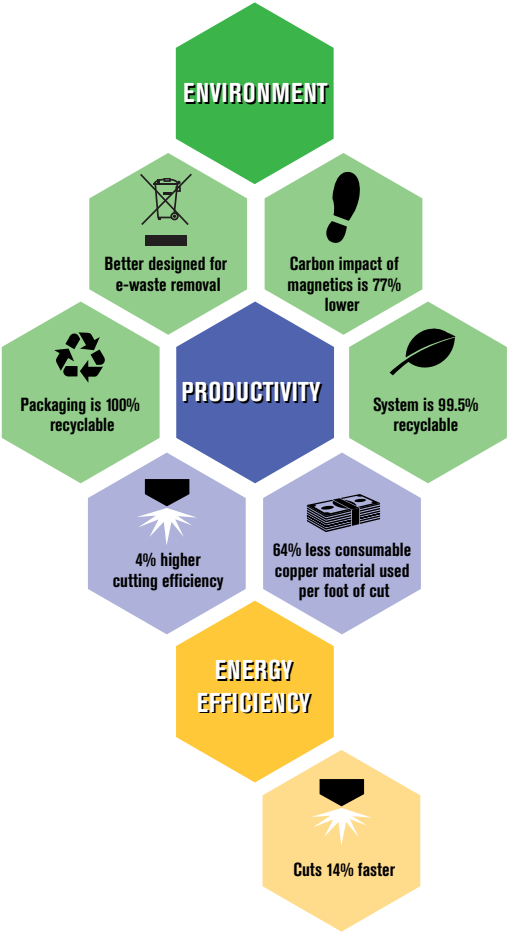 ENVIRONMENT
Better designed for
e-waste removal
Carbon impact of
magnetics is 77%
lower
Packaging is 100%
recyclable
PRODUCTIVITY
System is 99.5%
recyclable
4% higher
cutting efficiency
64% less consumable
copper material used
per foot of cut
ENERGY
EFFICIENCY
Cuts 14% faster